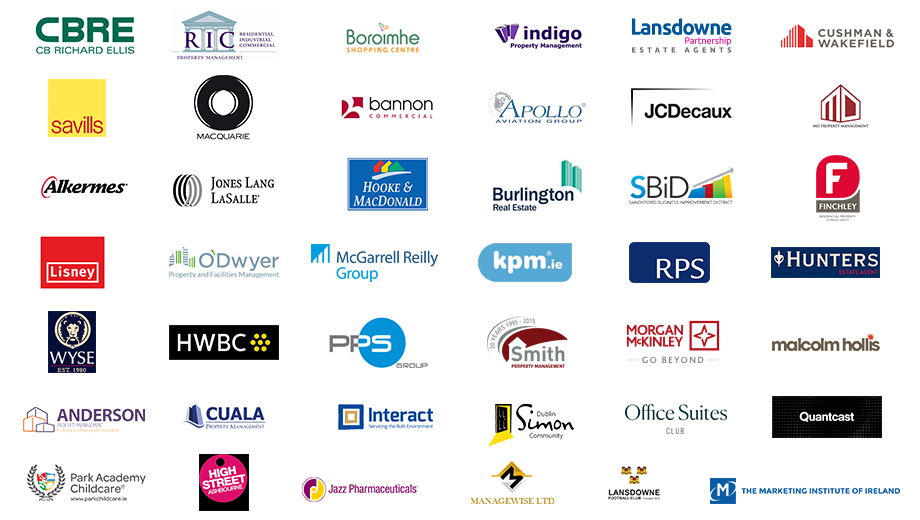 CBRE
CB RICHARD ELLIS
RIC
RESIDENTIAL
INDUSTRIAL
COMMERCIAL
PROPERTY MANAGEMENT
Boroimhe
SHOPPING CENTRE
indigo
Property Management
Lansdowne
Partnership
ESTATE AGENTS
CUSHMAN &
WAKEFIELD
savills
MACQUARIE
bannon
COMMERCIAL
APOLLO®
AVIATION GROUP
JCDecaux
MD PROPERTY MANAGEMENT
Alkermes®
JONES LANG
LASALLE®
HOOKE &
MACDONALD
Burlington
Real Estate
SBiD
SANDYFORD BUSINESS IMPROVEMENT DISTRICT
F
FINCHLEY
RESIDENTIAL PROPERTY
CONSULTANTS
Lisney
O'Dwyer
Property and Facilities Management
McGarrell Reilly
Group
kpm.ie
RPS
HUNTERS
ESTATE AGENT
WYSE
EST. 1980
HWBC
PPS
GROUP
20 YEARS 1995 - 2015
Smith
PROPERTY MANAGEMENT
MORGAN
McKINLEY
GO BEYOND
malcolm hollis
ANDERSON
PROPERTY MANAGEMENT
CUALA
PROPERTY MANAGEMENT
Interact
Servicing the Built Environment
Dublin
Simon
Community
Office Suites
CLUB
Quantcast
Park Academy
Childcare®
www.parkchildcare.ie
HIGH
STREET
ASHBOURNE
Jazz Pharmaceuticals
MANAGEWISE LTD
LANSDOWNE
FOOTBALL CLUB
M
THE MARKETING INSTITUTE OF IRELAND